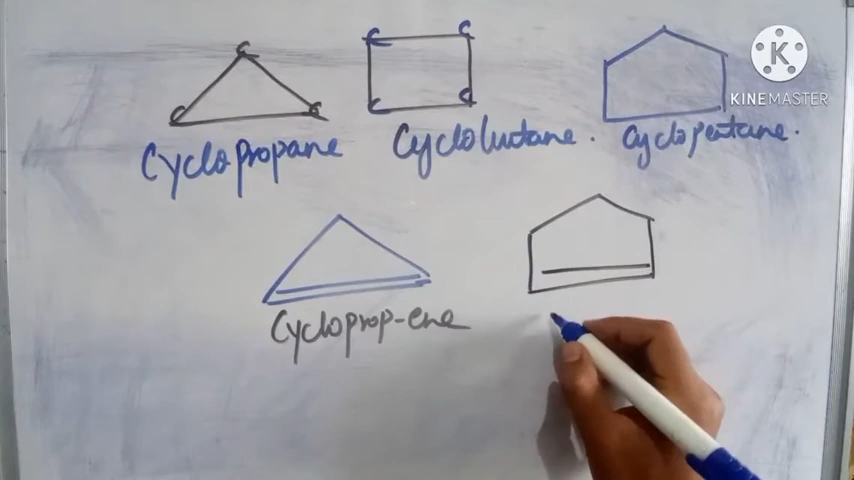 C
C C
Cyclopropane
C C
C C
Cyclobutane.
Cyclopentane.
K
KINEMASTER
Cycloprop-ene